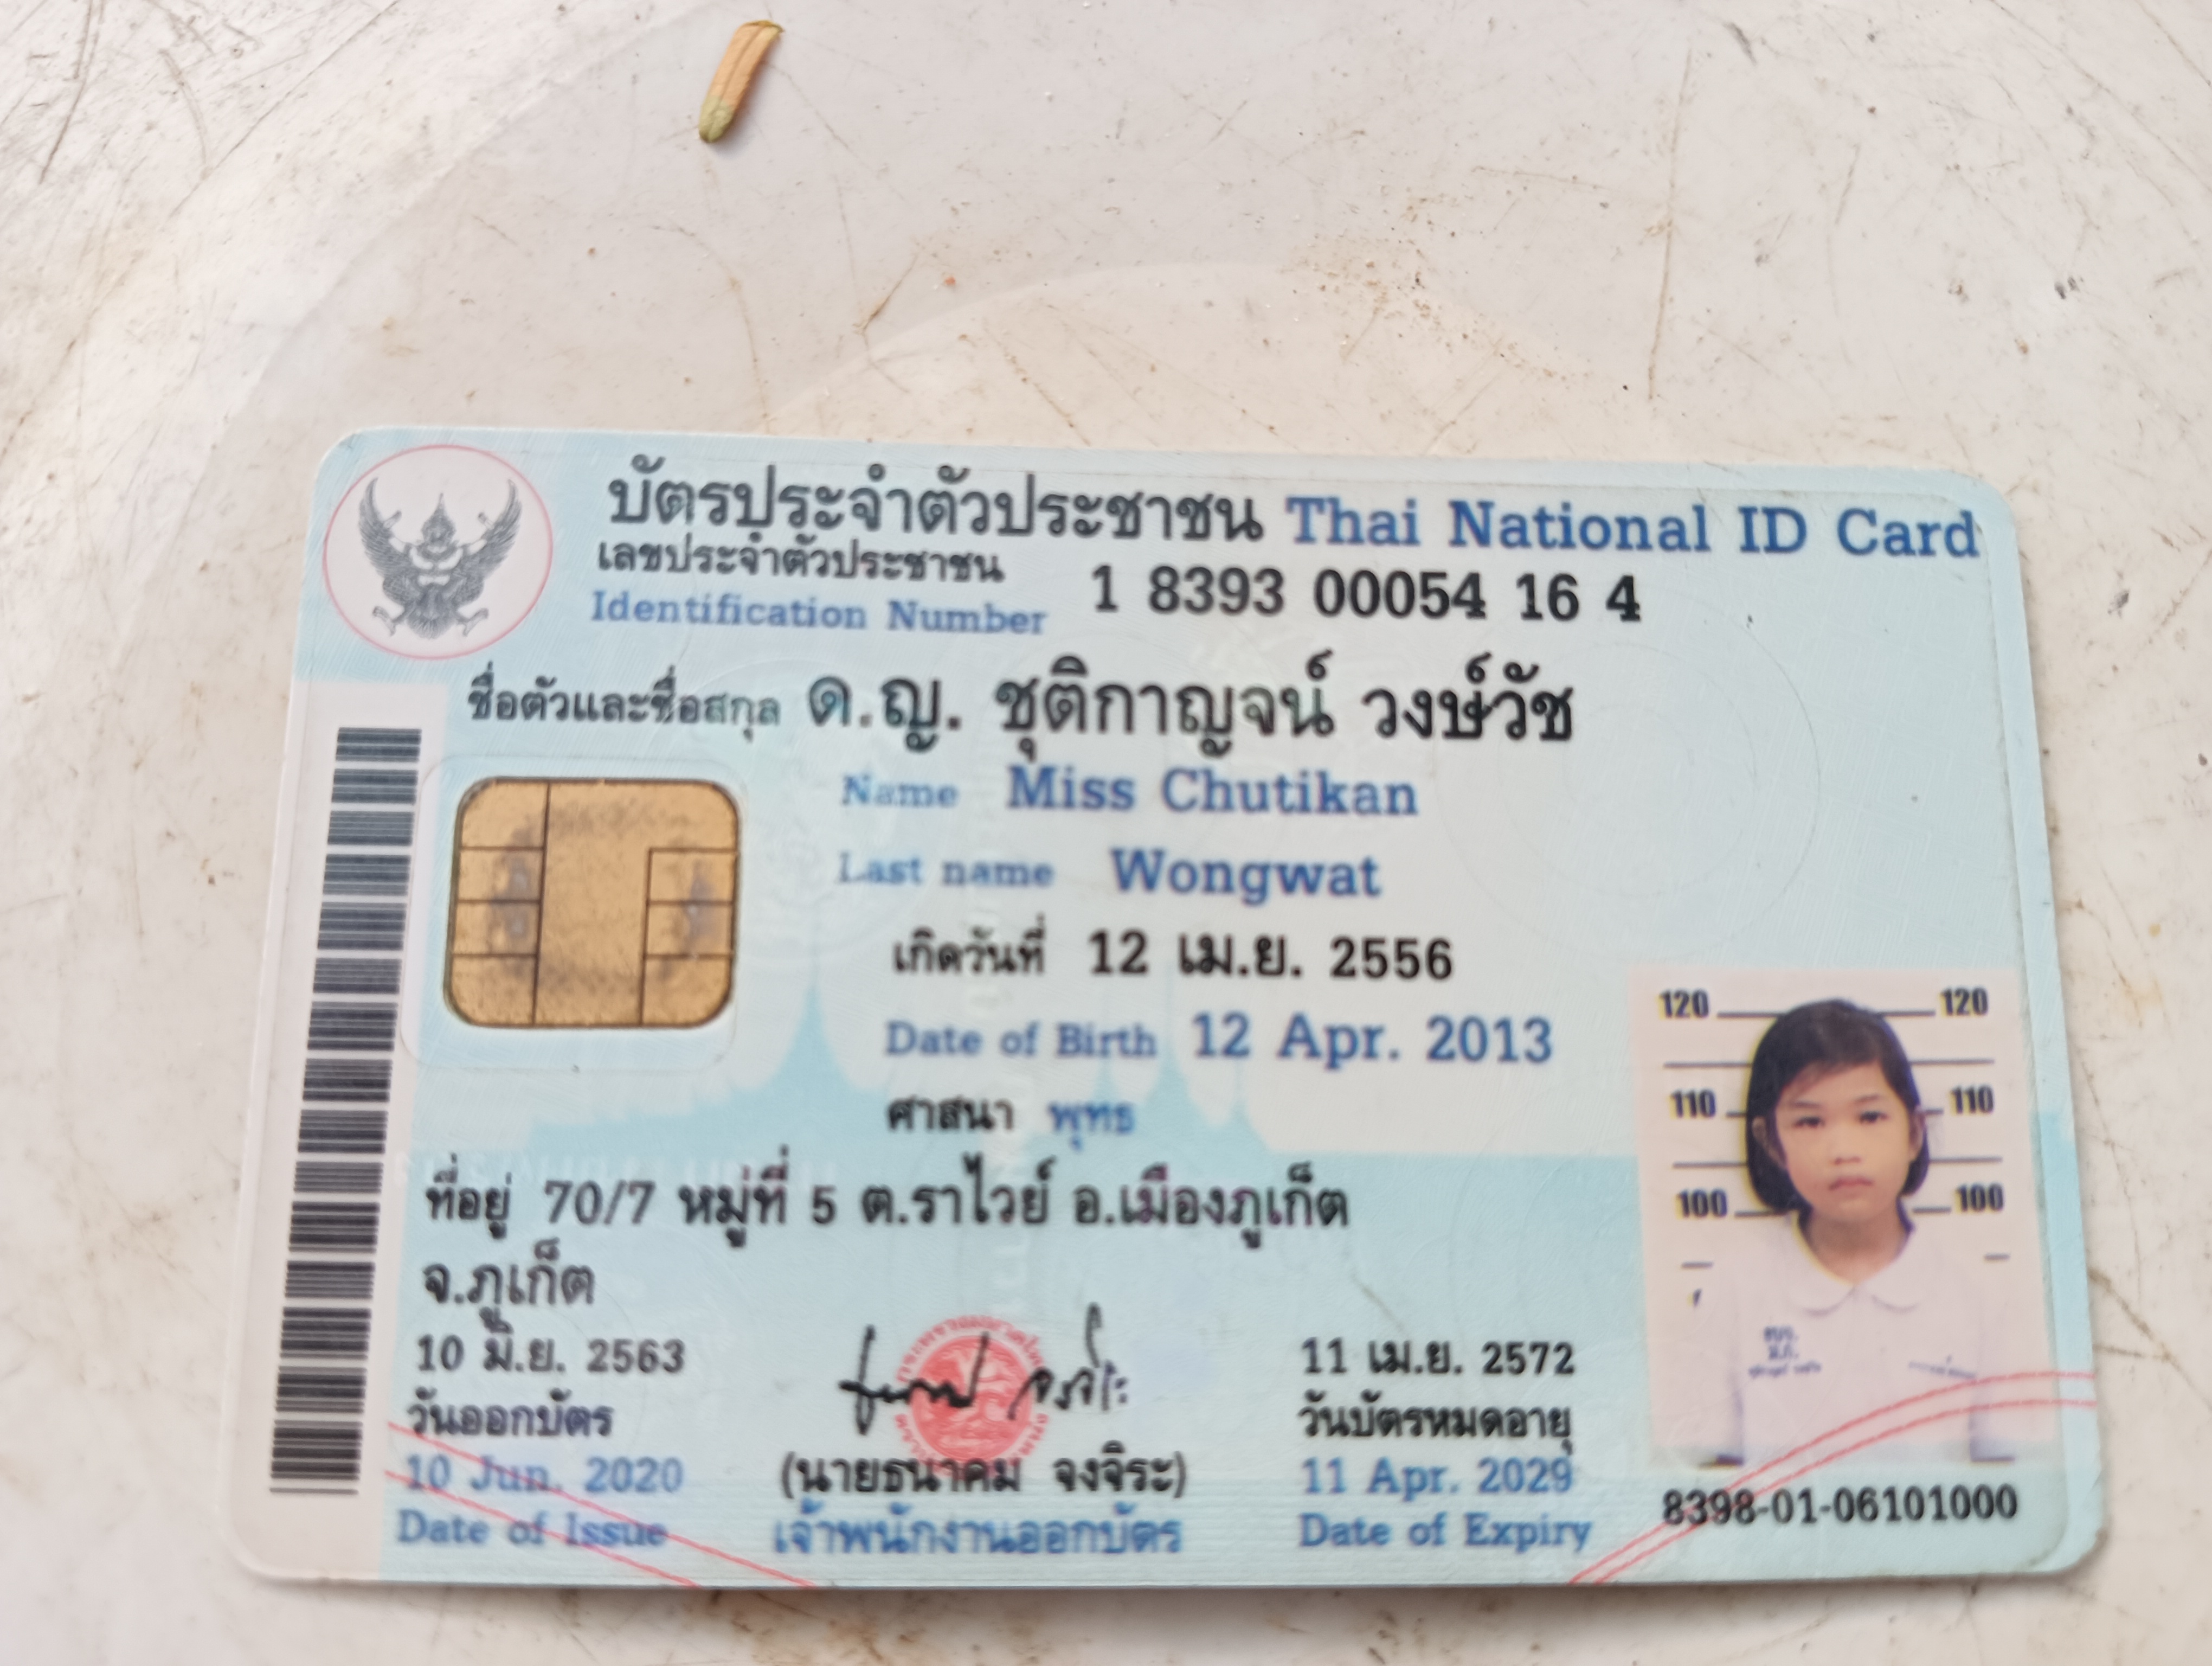 บัตรประจำตัวประชาชน Thai National ID Card
เลขประจำตัวประชาชน
Identification Number
1 8393 00054 16 4
ชื่อตัวและชื่อสกุล ด.ญ. ชุติกาญจน์ วงษ์วัช
Name Miss Chutikan
Last name Wongwat
เกิดวันที่ 12 เม.ย. 2556
Date of Birth 12 Apr. 2013
ศาสนา พุทธ
ที่อยู่ 70/7 หมู่ที่ 5 ต.ราไวย์ อ.เมืองภูเก็ต
จ.ภูเก็ต
10 มิ.ย. 2563
วันออกบัตร
10 Jun. 2020
Date of Issue
(นายธนาคม จงจิระ)
เจ้าพนักงานออกบัตร
11 เม.ย. 2572
วันบัตรหมดอายุ
11 Apr. 2029
Date of Expiry
120 120
110 110
100 100
8398-01-06101000